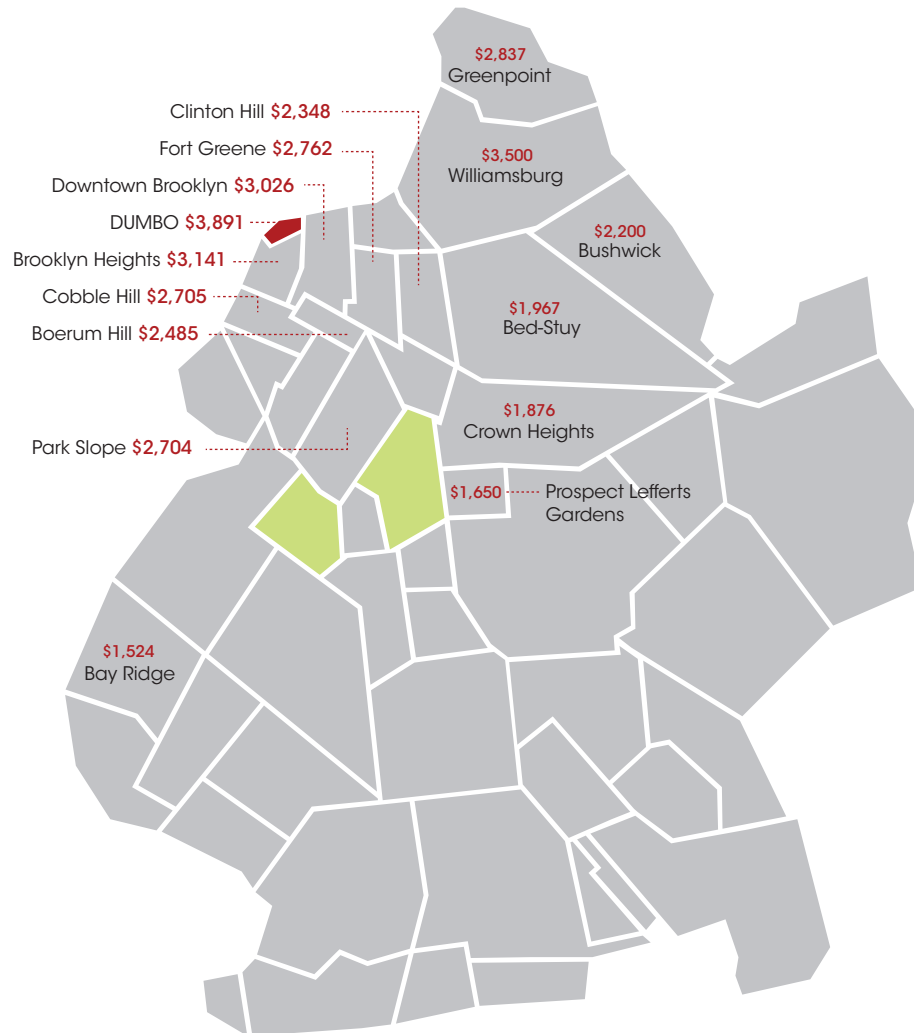 $2,837
Greenpoint
Clinton Hill $2,348
Fort Greene $2,762
$3,500
Williamsburg
Downtown Brooklyn $3,026
DUMBO $3,891
$2,200
Bushwick
Brooklyn Heights $3,141
Cobble Hill $2,705
$1,967
Bed-Stuy
Boerum Hill $2,485
$1,876
Crown Heights
Park Slope $2,704
$1,650
Prospect Lefferts
Gardens
$1,524
Bay Ridge